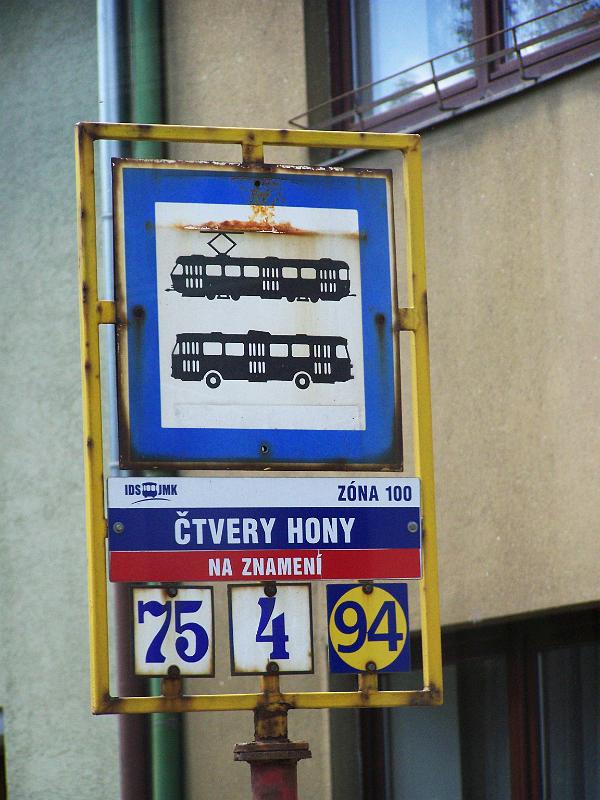 IDS JMK ZÓNA 100
ČTVERY HONY
NA ZNAMENÍ
75 4 94